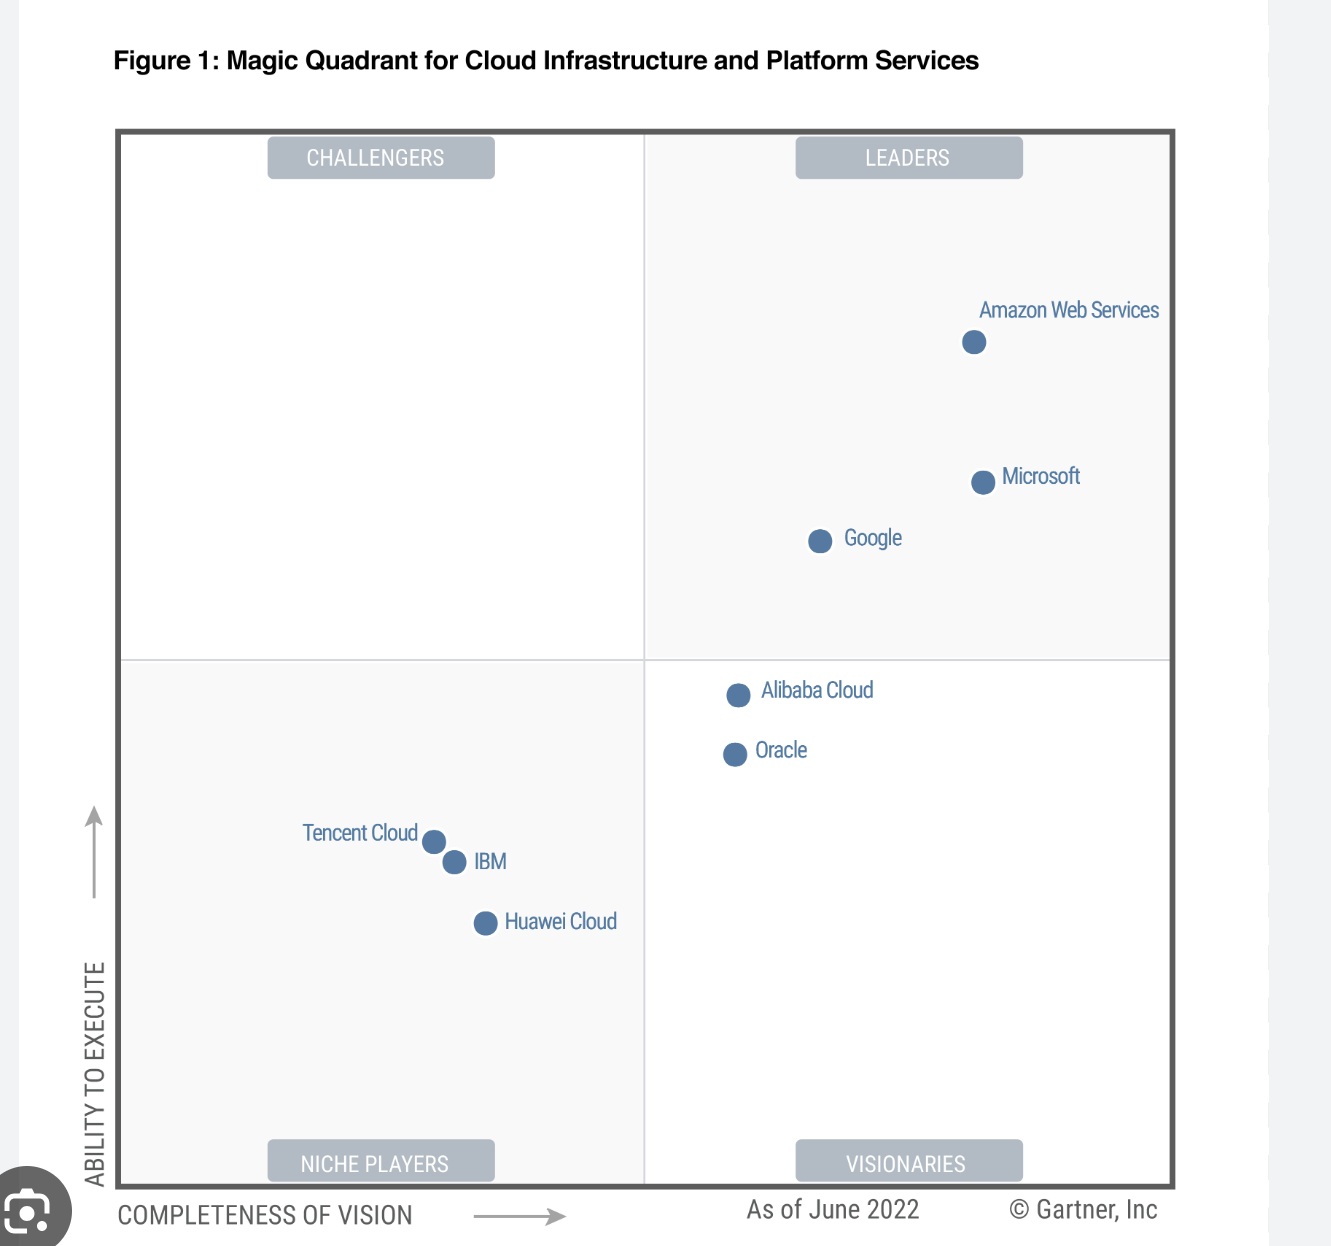 Figure 1: Magic Quadrant for Cloud Infrastructure and Platform Services
CHALLENGERS
LEADERS
Amazon Web Services
Microsoft
Google
Alibaba Cloud
Oracle
Tencent Cloud
IBM
Huawei Cloud
ABILITY TO EXECUTE
NICHE PLAYERS
VISIONARIES
COMPLETENESS OF VISION
As of June 2022
© Gartner, Inc